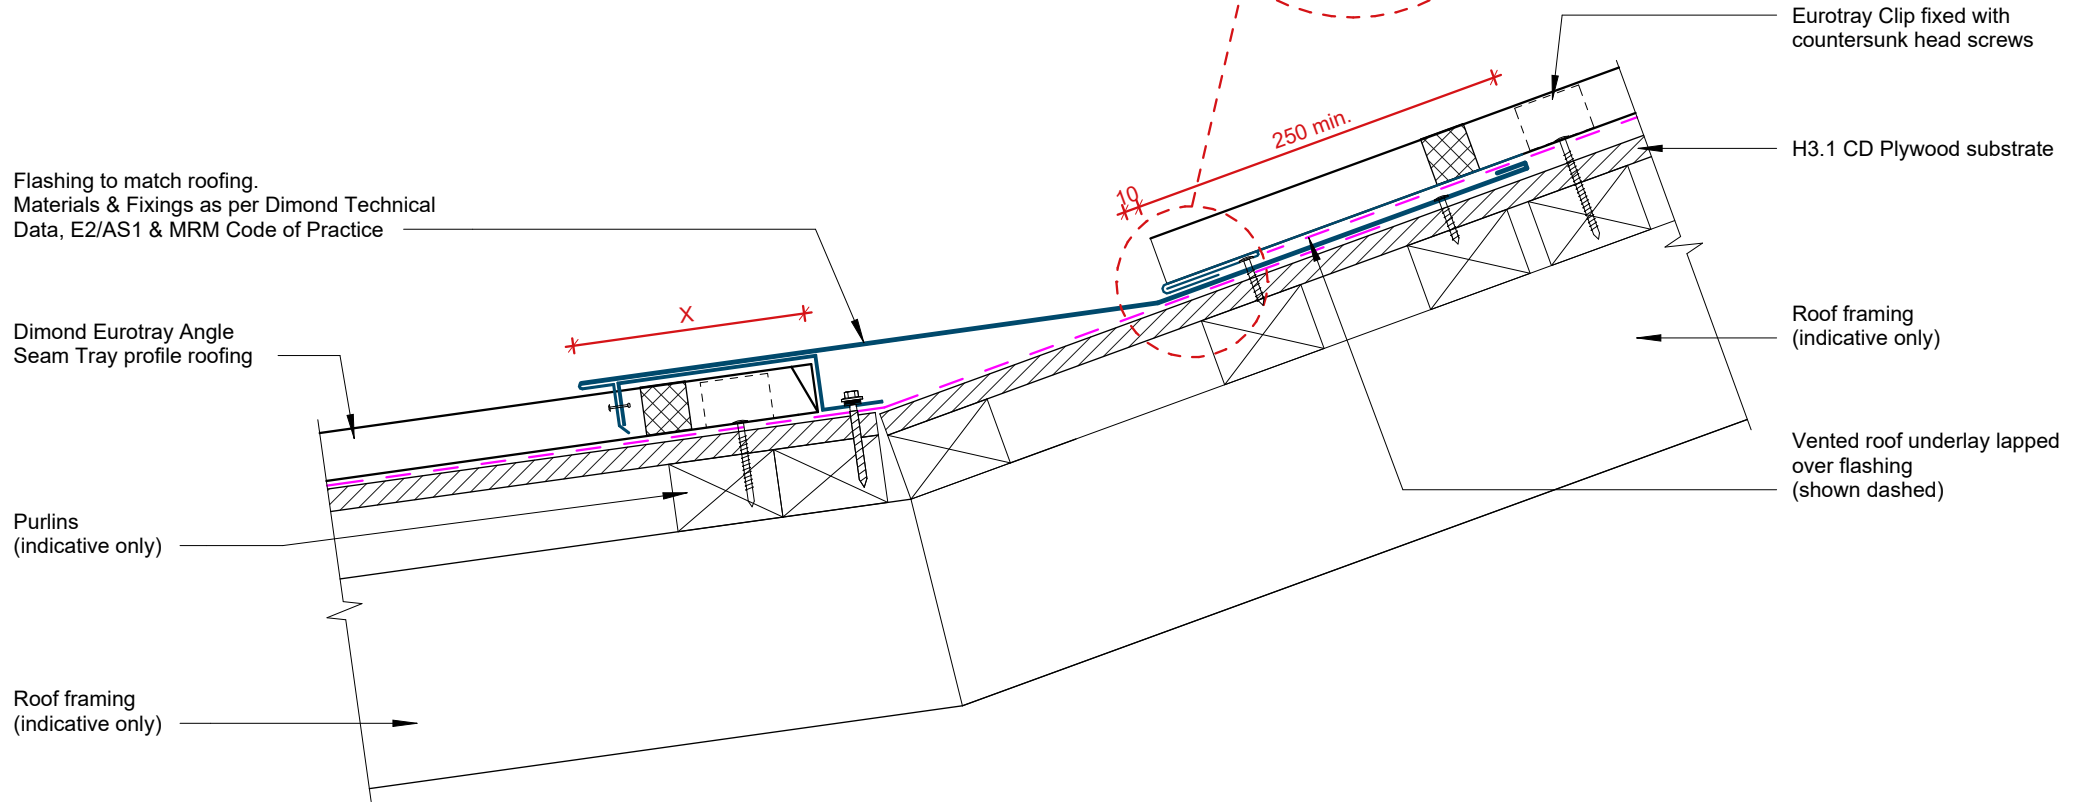 Eurotray Clip fixed with
countersunk head screws
250 min.
H3.1 CD Plywood substrate
Flashing to match roofing.
Materials & Fixings as per Dimond Technical
Data, E2/AS1 & MRM Code of Practice
10
X
Roof framing
(indicative only)
Dimond Eurotray Angle
Seam Tray profile roofing
Vented roof underlay lapped
over flashing
(shown dashed)
Purlins
(indicative only)
Roof framing
(indicative only)